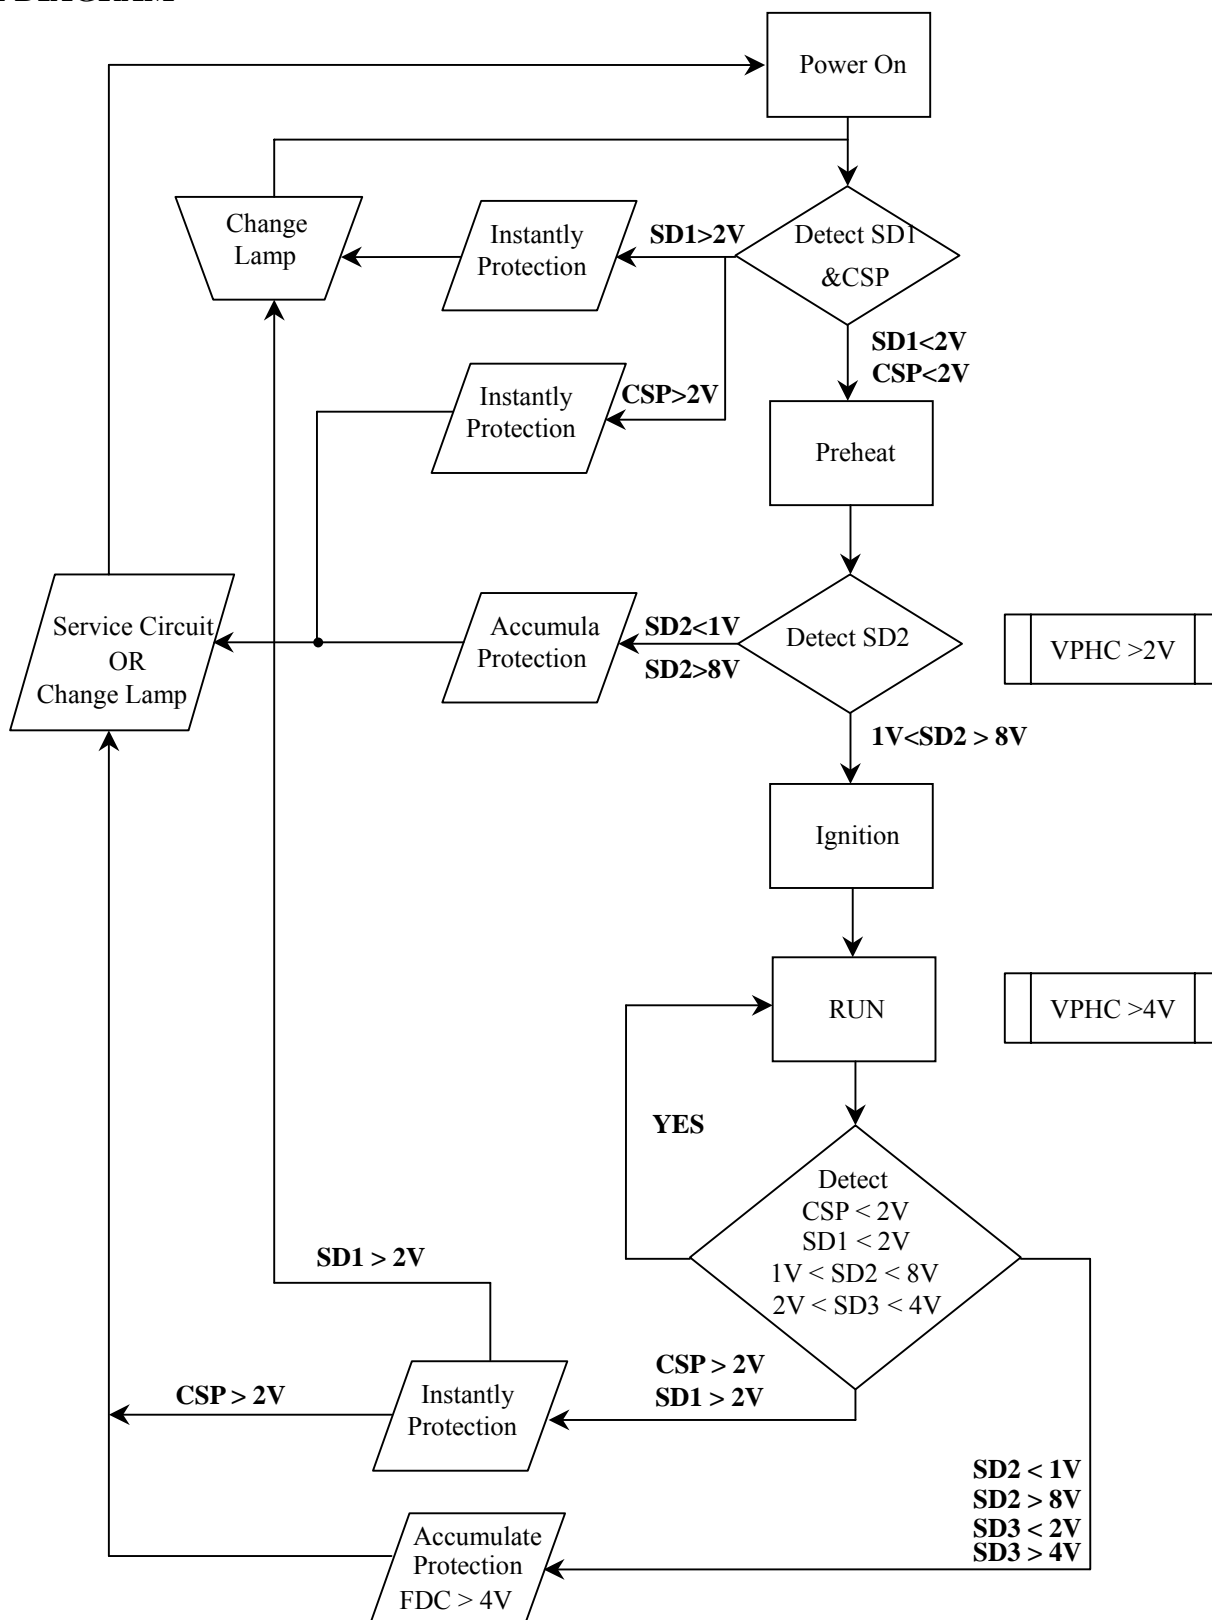 DIAGRAM
Power On
Change
Lamp
Instantly
Protection
SD1>2V
Detect SD1
&CSP
SD1<2V
CSP<2V
Instantly
Protection
CSP>2V
Preheat
Service Circuit
OR
Change Lamp
Accumula
Protection
SD2<1V
SD2>8V
Detect SD2
VPHC >2V
1V<SD2 > 8V
Ignition
RUN
VPHC >4V
YES
Detect
CSP < 2V
SD1 < 2V
1V < SD2 < 8V
2V < SD3 < 4V
SD1 > 2V
CSP > 2V
SD1 > 2V
CSP > 2V
Instantly
Protection
SD2 < 1V
SD2 > 8V
SD3 < 2V
SD3 > 4V
Accumulate
Protection
FDC > 4V